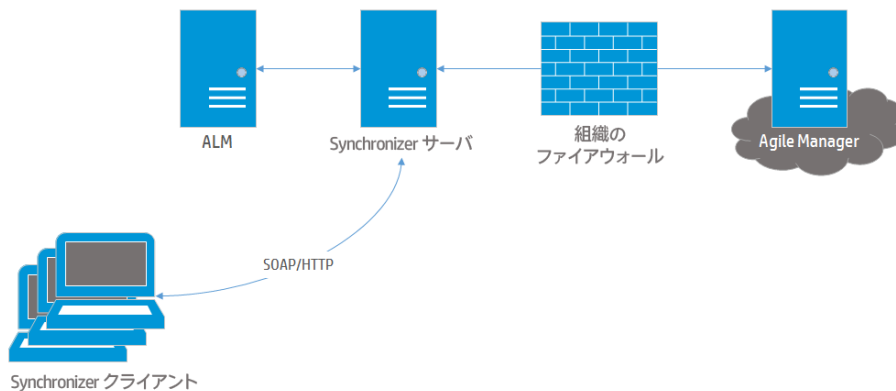 ALM
Synchronizer サーバ
組織の
ファイアウォール
Agile Manager
SOAP/HTTP
Synchronizer クライアント